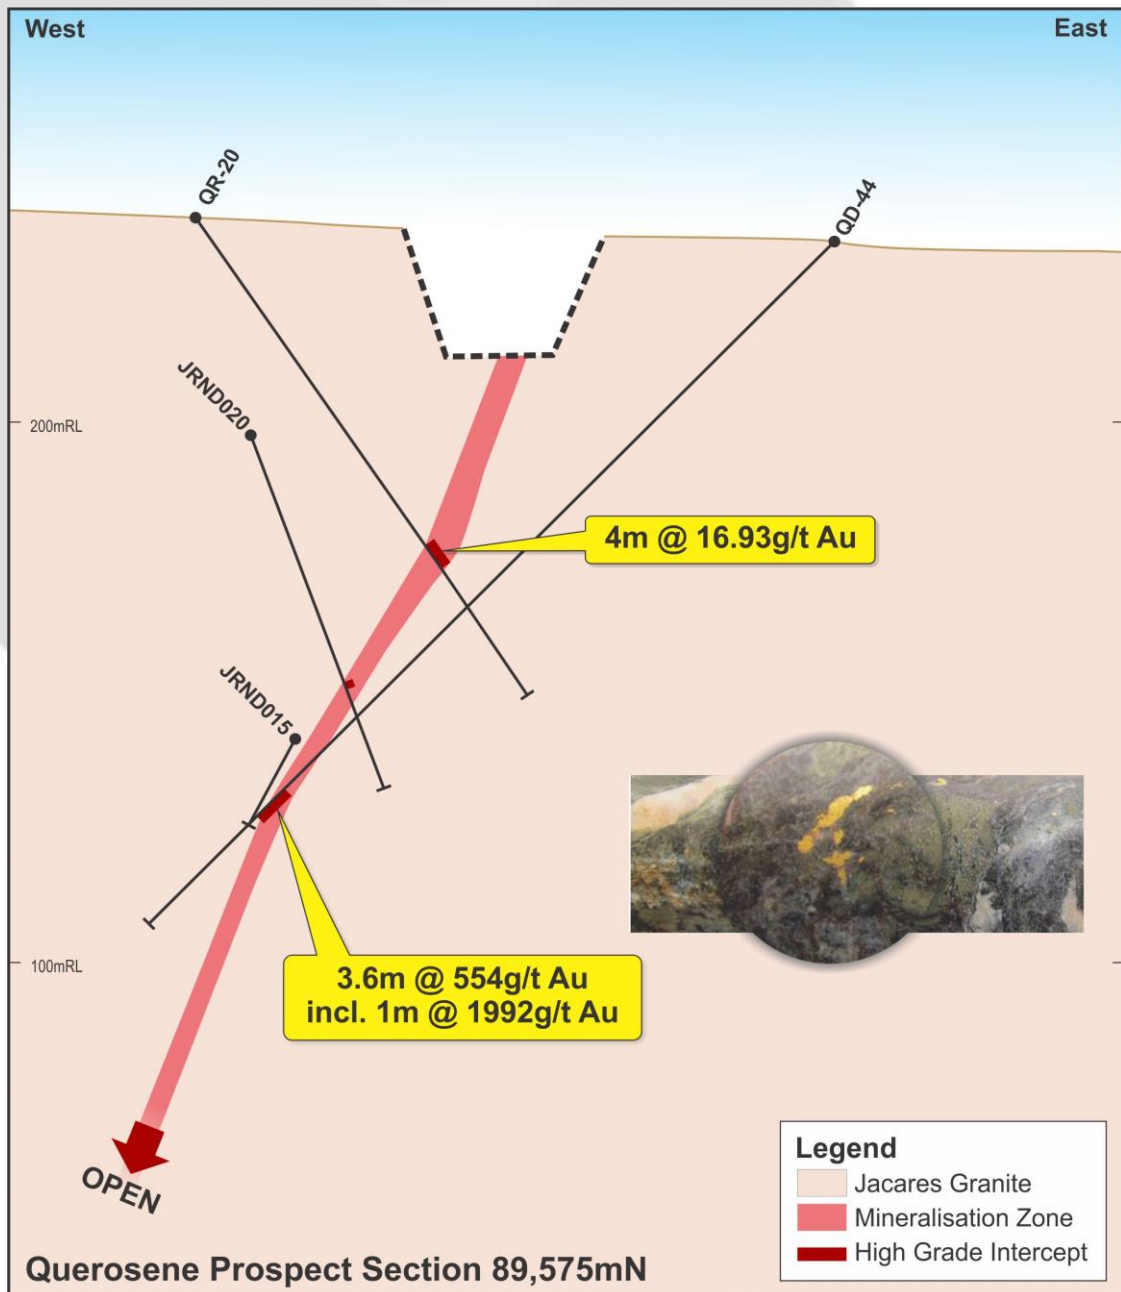 West
East
QR-20
QD-44
JRND020
200mRL
4m @ 16.93g/t Au
JRND015
100mRL
3.6m @ 554g/t Au
incl. 1m @ 1992g/t Au
OPEN
Legend
Jacares Granite
Mineralisation Zone
High Grade Intercept
Querosene Prospect Section 89,575mN